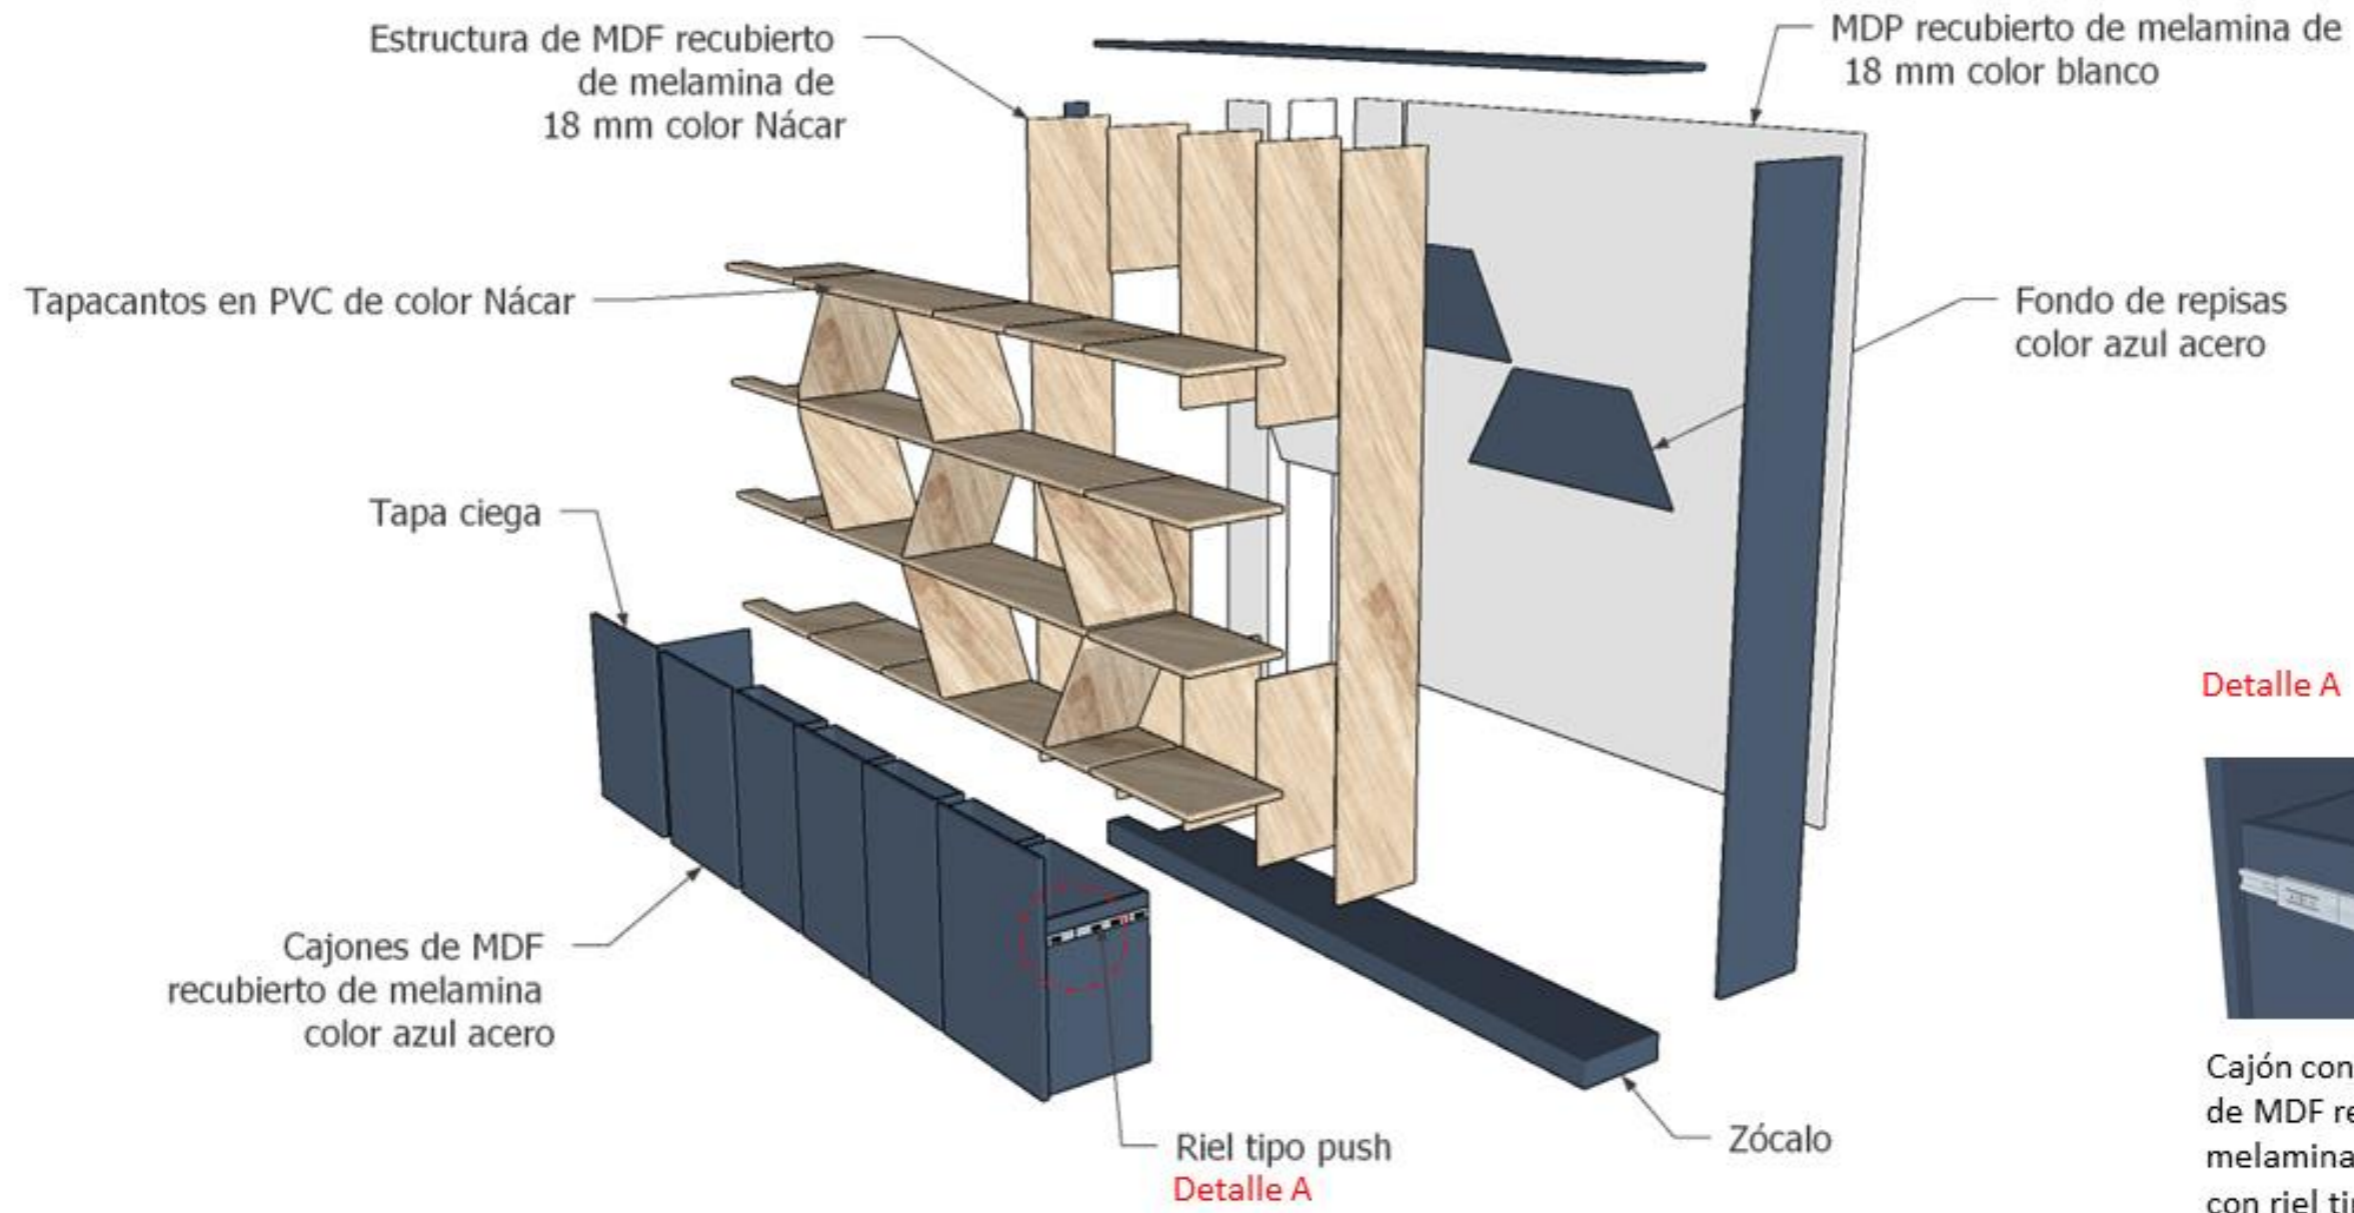 Estructura de MDF recubierto
de melamina de
18 mm color Nácar
MDP recubierto de melamina de
18 mm color blanco
Tapacantos en PVC de color Nácar
Fondo de repisas
color azul acero
Tapa ciega
Detalle A
Cajones de MDF
recubierto de melamina
color azul acero
Riel tipo push
Detalle A
Zócalo
Cajón con
de MDF re
melamina
con riel